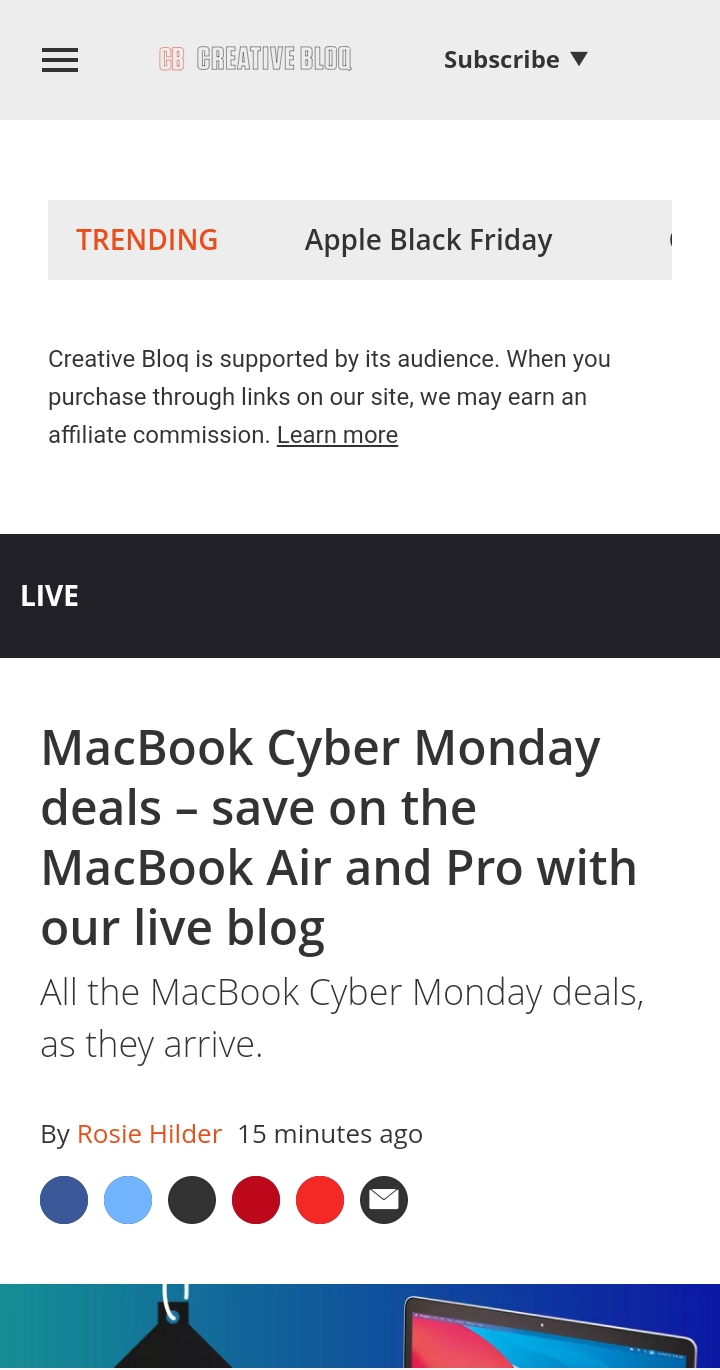 CB CREATIVE BLOQ
Subscribe ▼
TRENDING Apple Black Friday
Creative Bloq is supported by its audience. When you
purchase through links on our site, we may earn an
affiliate commission. Learn more
LIVE
MacBook Cyber Monday
deals – save on the
MacBook Air and Pro with
our live blog
All the MacBook Cyber Monday deals,
as they arrive.
By Rosie Hilder 15 minutes ago